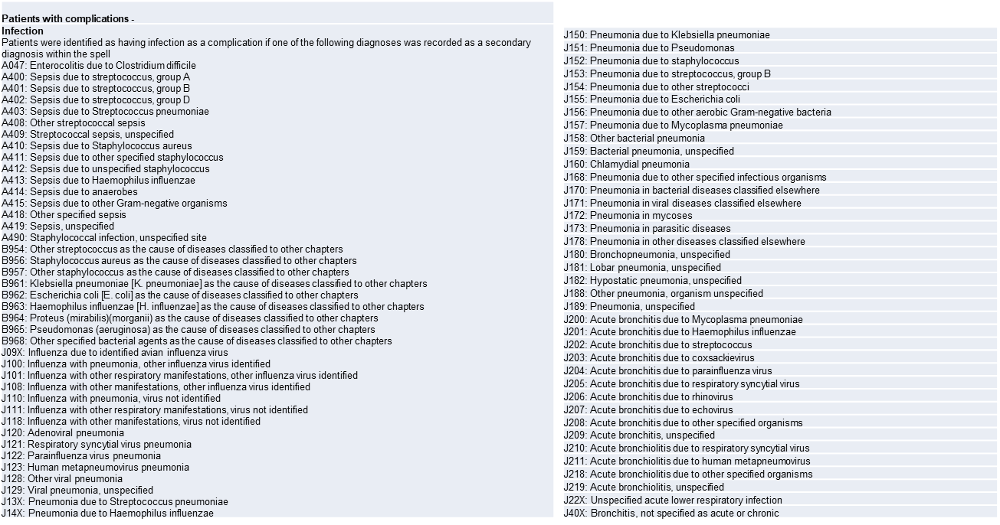 Patients with complications -
Infection
Patients were identified as having infection as a complication if one of the following diagnoses was recorded as a secondary
diagnosis within the spell
A047: Enterocolitis due to Clostridium difficile
A400: Sepsis due to streptococcus, group A
A401: Sepsis due to streptococcus, group B
A402: Sepsis due to streptococcus, group D
A403: Sepsis due to Streptococcus pneumoniae
A408: Other streptococcal sepsis
A409: Streptococcal sepsis, unspecified
A410: Sepsis due to Staphylococcus aureus
A411: Sepsis due to other specified staphylococcus
A412: Sepsis due to unspecified staphylococcus
A413: Sepsis due to Haemophilus influenzae
A414: Sepsis due to anaerobes
A415: Sepsis due to other Gram-negative organisms
A418: Other specified sepsis
A419: Sepsis, unspecified
A490: Staphylococcal infection, unspecified site
B954: Other streptococcus as the cause of diseases classified to other chapters
B956: Staphylococcus aureus as the cause of diseases classified to other chapters
B957: Other staphylococcus as the cause of diseases classified to other chapters
B961: Klebsiella pneumoniae [K. pneumoniae] as the cause of diseases classified to other chapters
B962: Escherichia coli [E. coli] as the cause of diseases classified to other chapters
B963: Haemophilus influenzae [H. influenzae] as the cause of diseases classified to other chapters
B964: Proteus (mirabilis)(morganii) as the cause of diseases classified to other chapters
B965: Pseudomonas (aeruginosa) as the cause of diseases classified to other chapters
B968: Other specified bacterial agents as the cause of diseases classified to other chapters
J09X: Influenza due to identified avian influenza virus
J100: Influenza with pneumonia, other influenza virus identified
J101: Influenza with other respiratory manifestations, other influenza virus identified
J108: Influenza with other manifestations, other influenza virus identified
J110: Influenza with pneumonia, virus not identified
J111: Influenza with other respiratory manifestations, virus not identified
J118: Influenza with other manifestations, virus not identified
J120: Adenoviral pneumonia
J121: Respiratory syncytial virus pneumonia
J122: Parainfluenza virus pneumonia
J123: Human metapneumovirus pneumonia
J128: Other viral pneumonia
J129: Viral pneumonia, unspecified
J13X: Pneumonia due to Streptococcus pneumoniae
J14X: Pneumonia due to Haemophilus influenzae
J150: Pneumonia due to Klebsiella pneumoniae
J151: Pneumonia due to Pseudomonas
J152: Pneumonia due to staphylococcus
J153: Pneumonia due to streptococcus, group B
J154: Pneumonia due to other streptococci
J155: Pneumonia due to Escherichia coli
J156: Pneumonia due to other aerobic Gram-negative bacteria
J157: Pneumonia due to Mycoplasma pneumoniae
J158: Other bacterial pneumonia
J159: Bacterial pneumonia, unspecified
J160: Chlamydial pneumonia
J168: Pneumonia due to other specified infectious organisms
J170: Pneumonia in bacterial diseases classified elsewhere
J171: Pneumonia in viral diseases classified elsewhere
J172: Pneumonia in mycoses
J173: Pneumonia in parasitic diseases
J178: Pneumonia in other diseases classified elsewhere
J180: Bronchopneumonia, unspecified
J181: Lobar pneumonia, unspecified
J182: Hypostatic pneumonia, unspecified
J188: Other pneumonia, organism unspecified
J189: Pneumonia, unspecified
J200: Acute bronchitis due to Mycoplasma pneumoniae
J201: Acute bronchitis due to Haemophilus influenzae
J202: Acute bronchitis due to streptococcus
J203: Acute bronchitis due to coxsackievirus
J204: Acute bronchitis due to parainfluenza virus
J205: Acute bronchitis due to respiratory syncytial virus
J206: Acute bronchitis due to rhinovirus
J207: Acute bronchitis due to echovirus
J208: Acute bronchitis due to other specified organisms
J209: Acute bronchitis, unspecified
J210: Acute bronchiolitis due to respiratory syncytial virus
J211: Acute bronchiolitis due to human metapneumovirus
J218: Acute bronchiolitis due to other specified organisms
J219: Acute bronchiolitis, unspecified
J22X: Unspecified acute lower respiratory infection
J40X: Bronchitis, not specified as acute or chronic